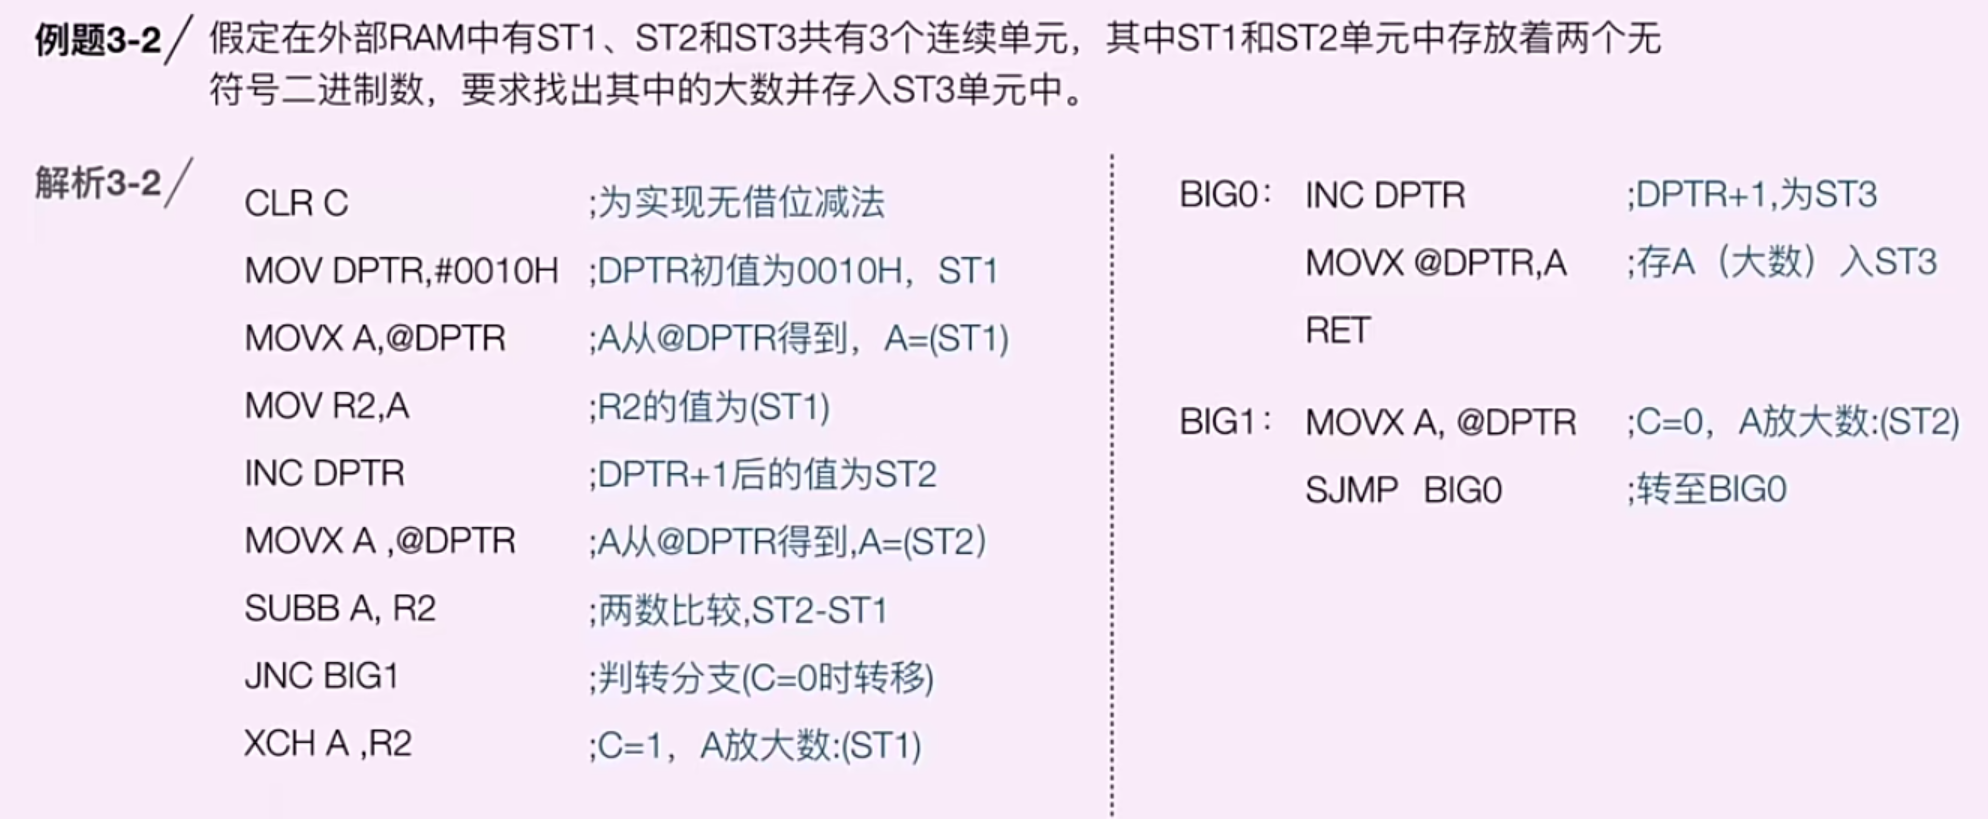 例题3-2/ 假定在外部RAM中有ST1、ST2和ST3共有3个连续单元，其中ST1和ST2单元中存放着两个无
符号二进制数，要求找出其中的大数并存入ST3单元中。
解析3-2/
CLR C ;为实现无借位减法
MOV DPTR,#0010H ;DPTR初值为0010H，ST1
MOVX A,@DPTR ;A从@DPTR得到，A=(ST1)
MOV R2,A ;R2的值为(ST1)
INC DPTR ;DPTR+1后的值为ST2
MOVX A ,@DPTR ;A从@DPTR得到,A=(ST2）
SUBB A, R2 ;两数比较,ST2-ST1
JNC BIG1 ;判转分支(C=0时转移)
XCH A ,R2 ;C=1，A放大数:(ST1)
BIG0： INC DPTR ;DPTR+1,为ST3
MOVX @DPTR,A ;存A（大数）入ST3
RET
BIG1： MOVX A, @DPTR ;C=0，A放大数:(ST2)
SJMP BIG0 ;转至BIG0